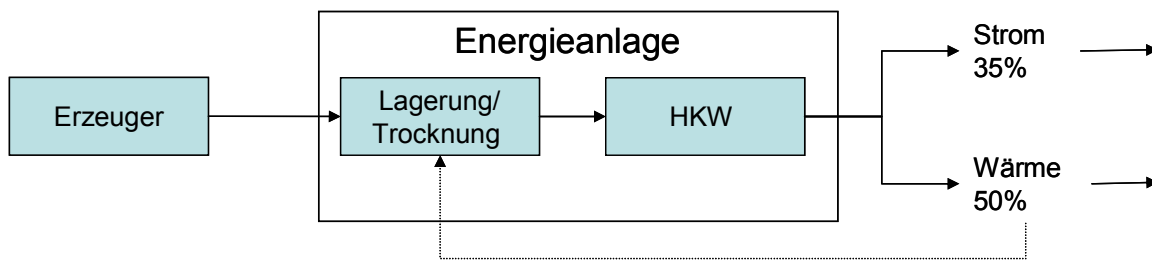 Energieanlage
Erzeuger
Lagerung/
Trocknung
HKW
Strom
35%
Wärme
50%